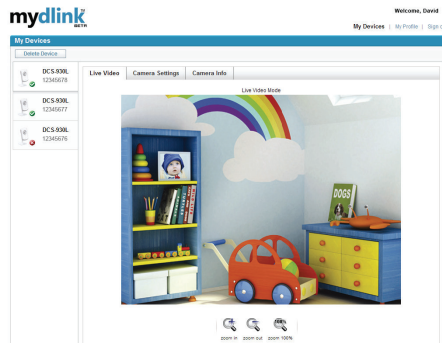 mydlink
BETA
Welcome, David
My Devices | My Profile | Sign
My Devices
Delete Device
DCS-930L
12345678
DCS-930L
12345677
DCS-930L
12345676
Live Video
Camera Settings
Camera Info
Live Video Mode
DOGS
100%
zoom in
zoom out
zoom 100%